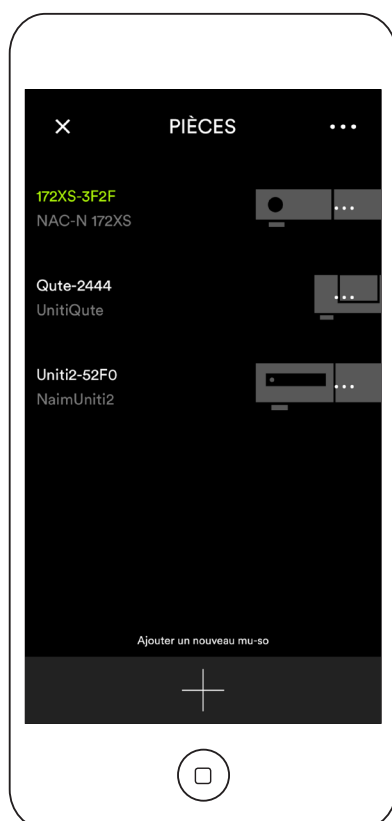 PIÈCES
172XS-3F2F
NAC-N 172XS
Qute-2444
UnitiQute
Uniti2-52F0
NaimUniti2
Ajouter un nouveau mu-so